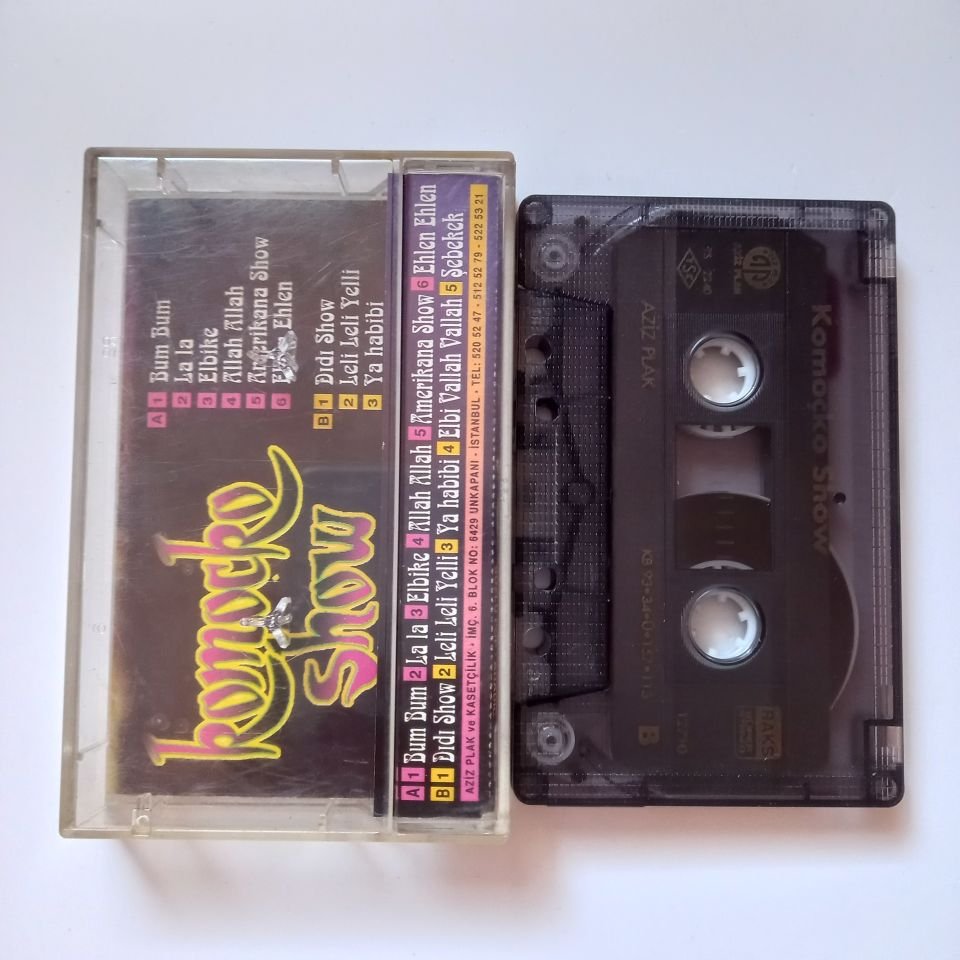 A 1 Bum Bum
2 La la
3 Elbike
4 Allah Allah
5 Amerikana Show
6 Ehlen Ehlen
B 1 Dıdı Show
2 Leli Leli Yelli
3 Ya habibi
Komoçko
Show
A 1 Bum Bum 2 La la 3 Elbike 4 Allah Allah 5 Amerikana Show 6 Ehlen Ehlen
B 1 Dıdı Show 2 Leli Leli Yelli 3 Ya habibi 4 Elbi Vallah Vallah 5 Şebekek
AZİZ PLAK ve KASETÇİLİK · İMÇ. 6. BLOK NO: 6429 UNKAPANI · İSTANBUL · TEL: 520 52 47 · 512 52 79 - 522 53 21
Komoçko Show
AZİZ PLAK
B
RAKS